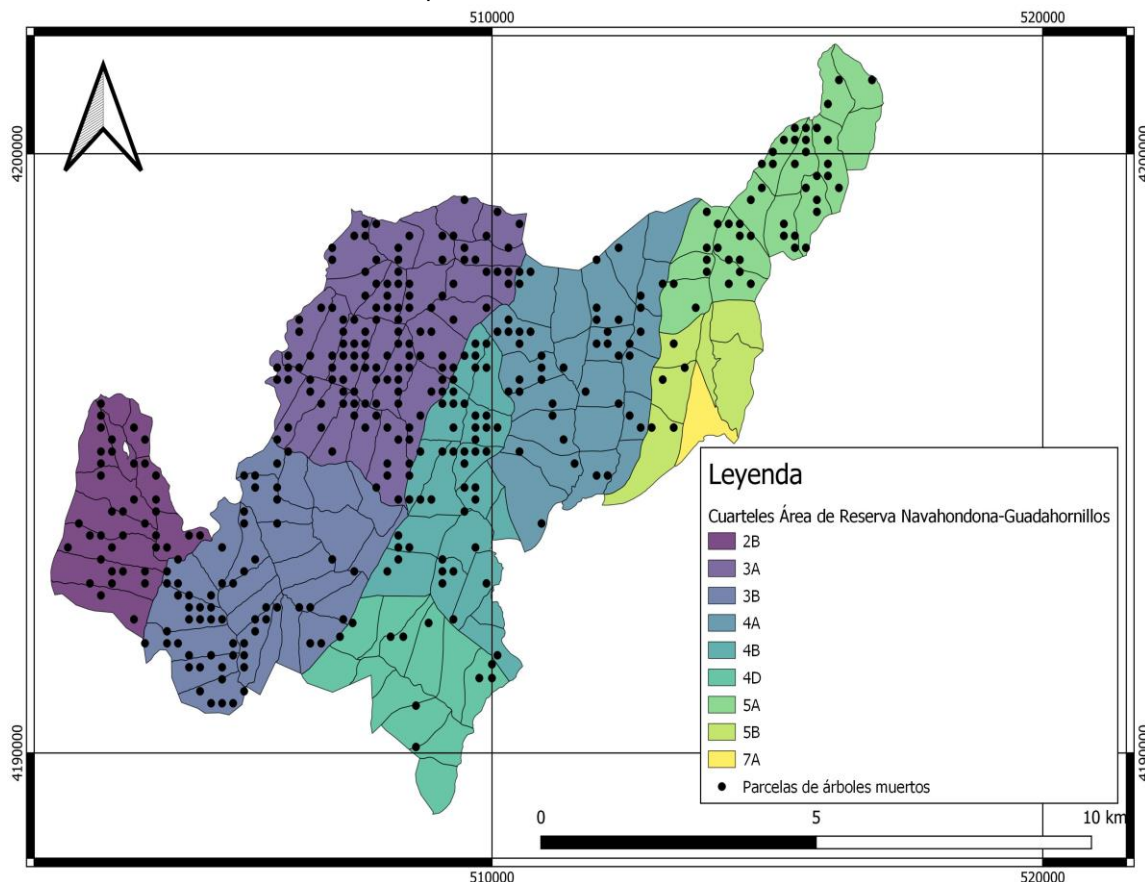 510000
520000
4200000
4200000
Leyenda
Cuarteles Área de Reserva Navahondona-Guadahornillos
2B
3A
3B
4A
4B
4D
5A
5B
7A
Parcelas de árboles muertos
4190000
4190000
0
5
10 km
510000
520000